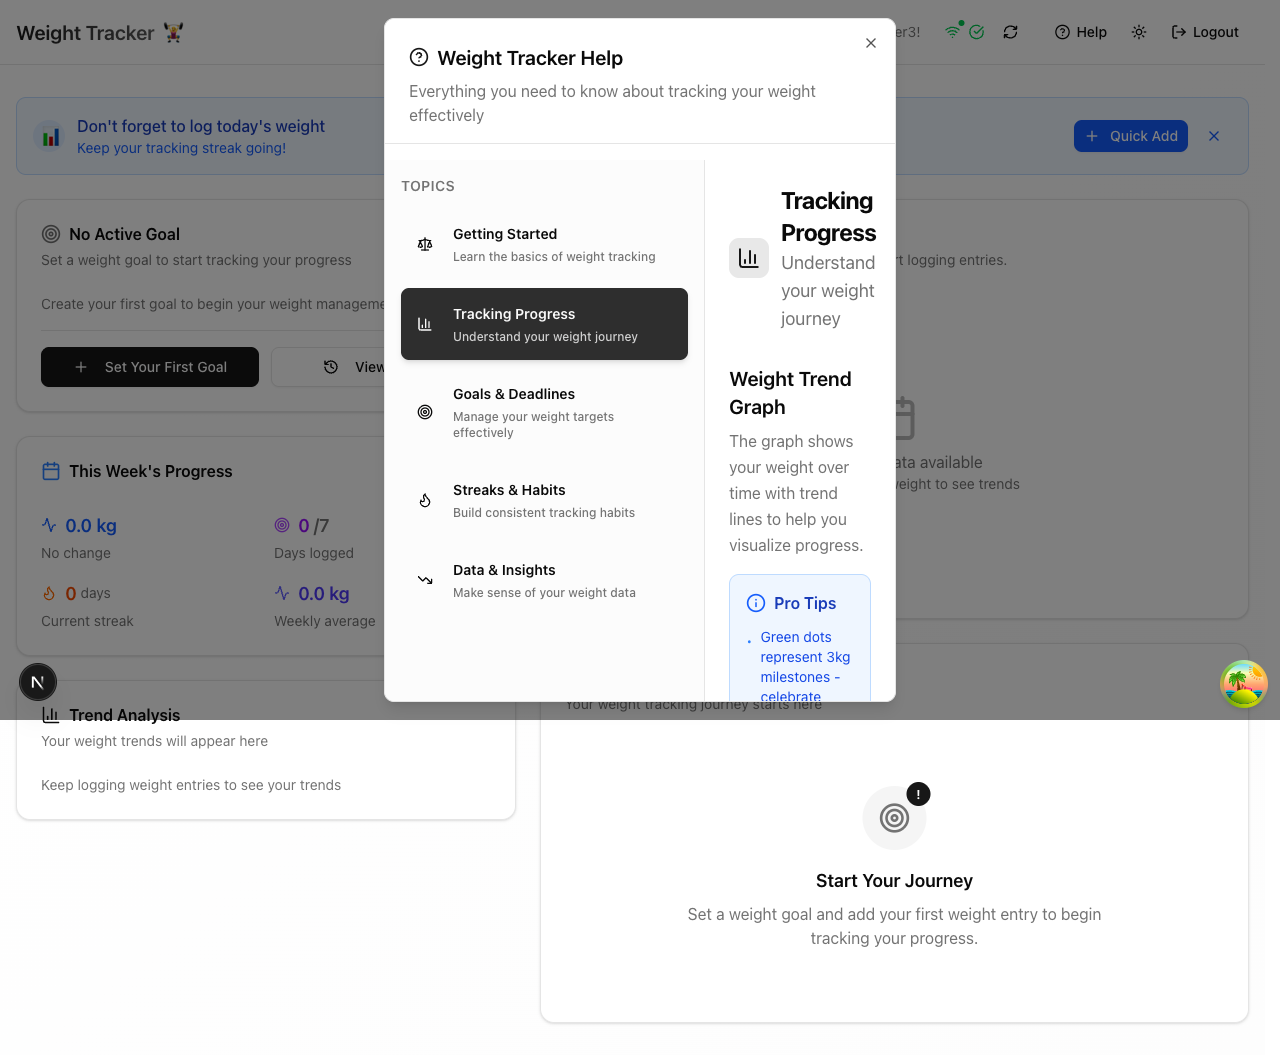 Weight Tracker
er3!
Help
Logout
Don't forget to log today's weight
Keep your tracking streak going!
Quick Add
No Active Goal
Set a weight goal to start tracking your progress
Create your first goal to begin your weight manageme
Set Your First Goal
View
This Week's Progress
0.0 kg
No change
0 /7
Days logged
0 days
Current streak
0.0 kg
Weekly average
N
Trend Analysis
Your weight trends will appear here
Keep logging weight entries to see your trends
Weight Tracker Help
Everything you need to know about tracking your weight
effectively
TOPICS
Getting Started
Learn the basics of weight tracking
Tracking Progress
Understand your weight journey
Goals & Deadlines
Manage your weight targets
effectively
Streaks & Habits
Build consistent tracking habits
Data & Insights
Make sense of your weight data
Tracking
Progress
Understand
your weight
journey
Weight Trend
Graph
The graph shows
your weight over
time with trend
lines to help you
visualize progress.
Pro Tips
Green dots
represent 3kg
milestones -
celebrate
rt logging entries.
ata available
eight to see trends
Your weight tracking journey starts here
!
Start Your Journey
Set a weight goal and add your first weight entry to begin
tracking your progress.